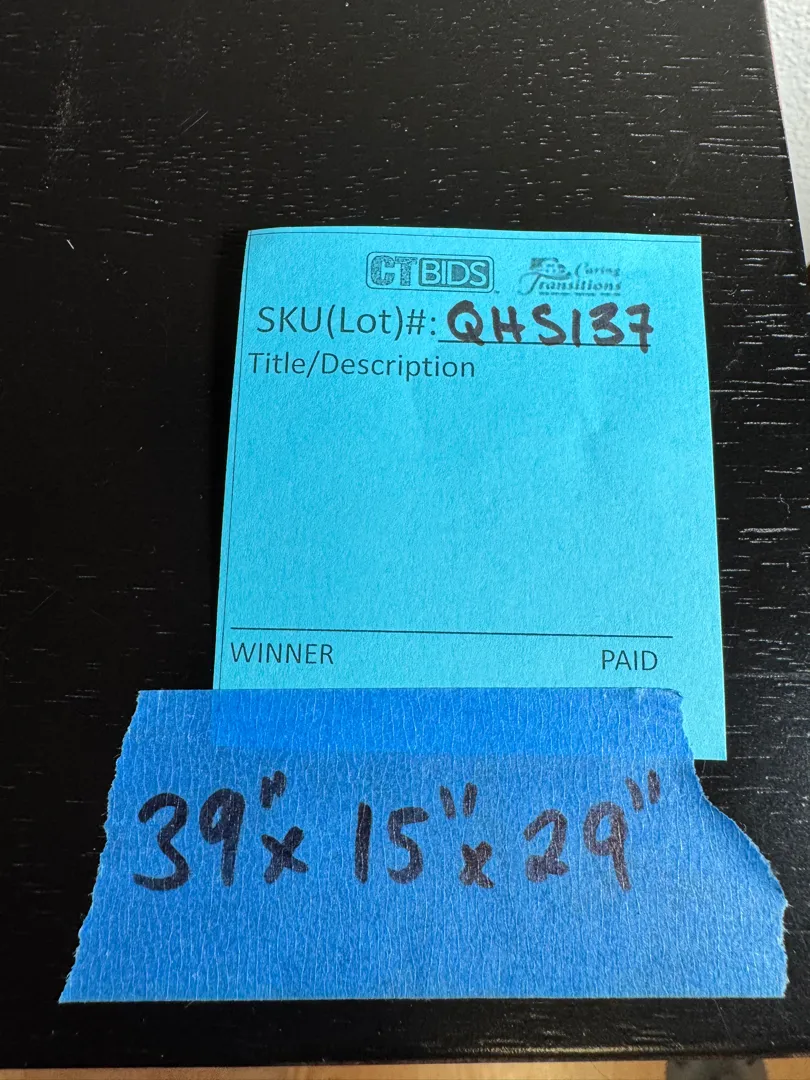 CTBIDS Caring Transitions
SKU(Lot)#: QHS137
Title/Description
WINNER PAID
39" x 15" x 29"